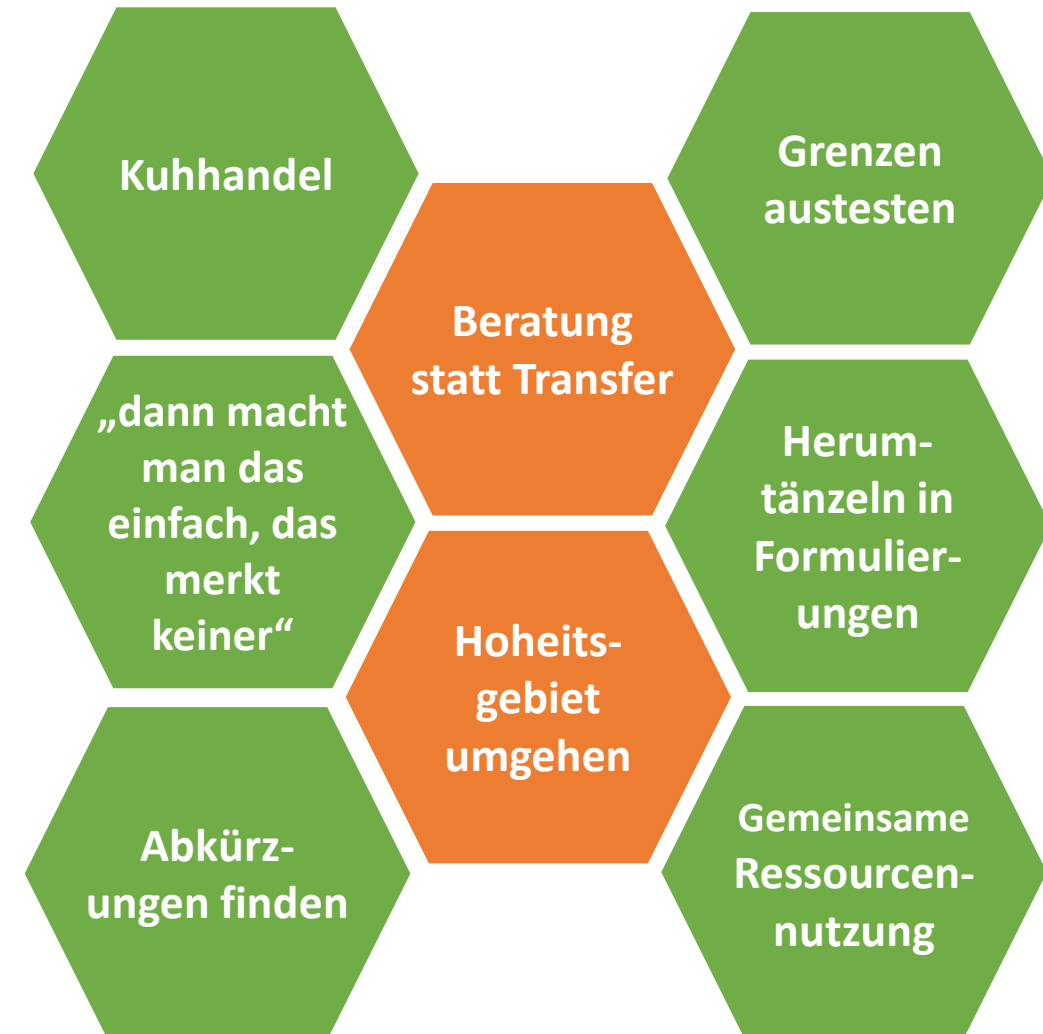 Kuhhandel
Grenzen
austesten
Beratung
statt Transfer
„dann macht
man das
einfach, das
merkt
keiner“
Herum-
tänzeln in
Formulier-
ungen
Hoheits-
gebiet
umgehen
Abkürz-
ungen finden
Gemeinsame
Ressourcen-
nutzung